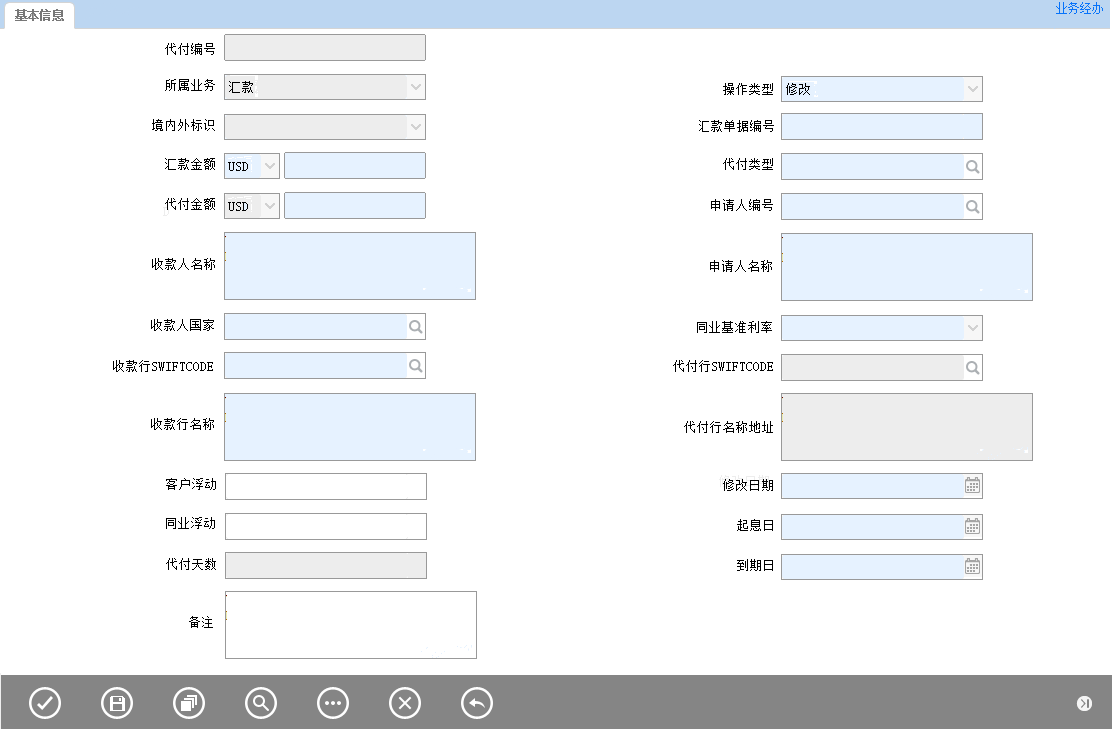 基本信息
业务经办
代付编号
所属业务 汇款
操作类型 修改
境内外标识
汇款单据编号
汇款金额 USD
代付类型
代付金额 USD
申请人编号
收款人名称
申请人名称
收款人国家
同业基准利率
收款行SWIFTCODE
代付行SWIFTCODE
收款行名称
代付行名称地址
客户浮动
修改日期
同业浮动
起息日
代付天数
到期日
备注